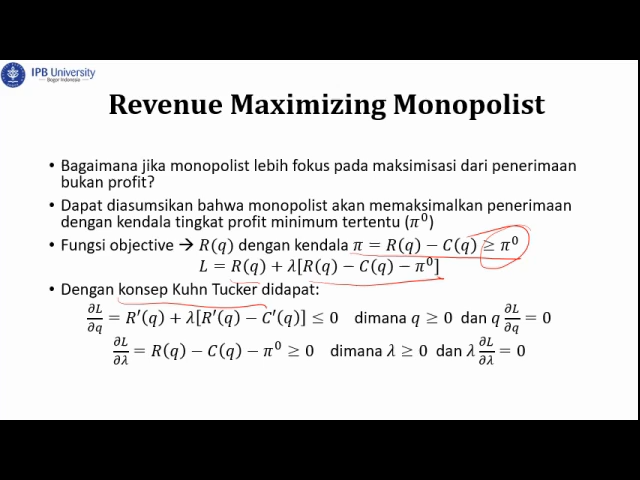 IPB University
Bogor Indonesia
Revenue Maximizing Monopolist
• Bagaimana jika monopolist lebih fokus pada maksimisasi dari penerimaan
bukan profit?
• Dapat diasumsikan bahwa monopolist akan memaksimalkan penerimaan
dengan kendala tingkat profit minimum tertentu (π⁰)
• Fungsi objective → R(q) dengan kendala π = R(q) − C(q) ≥ π⁰
L = R(q) + λ[R(q) − C(q) − π⁰]
• Dengan konsep Kuhn Tucker didapat:
∂L/∂q = R′(q) + λ[R′(q) − C′(q)] ≤ 0 dimana q ≥ 0 dan q ∂L/∂q = 0
∂L/∂λ = R(q) − C(q) − π⁰ ≥ 0 dimana λ ≥ 0 dan λ ∂L/∂λ = 0